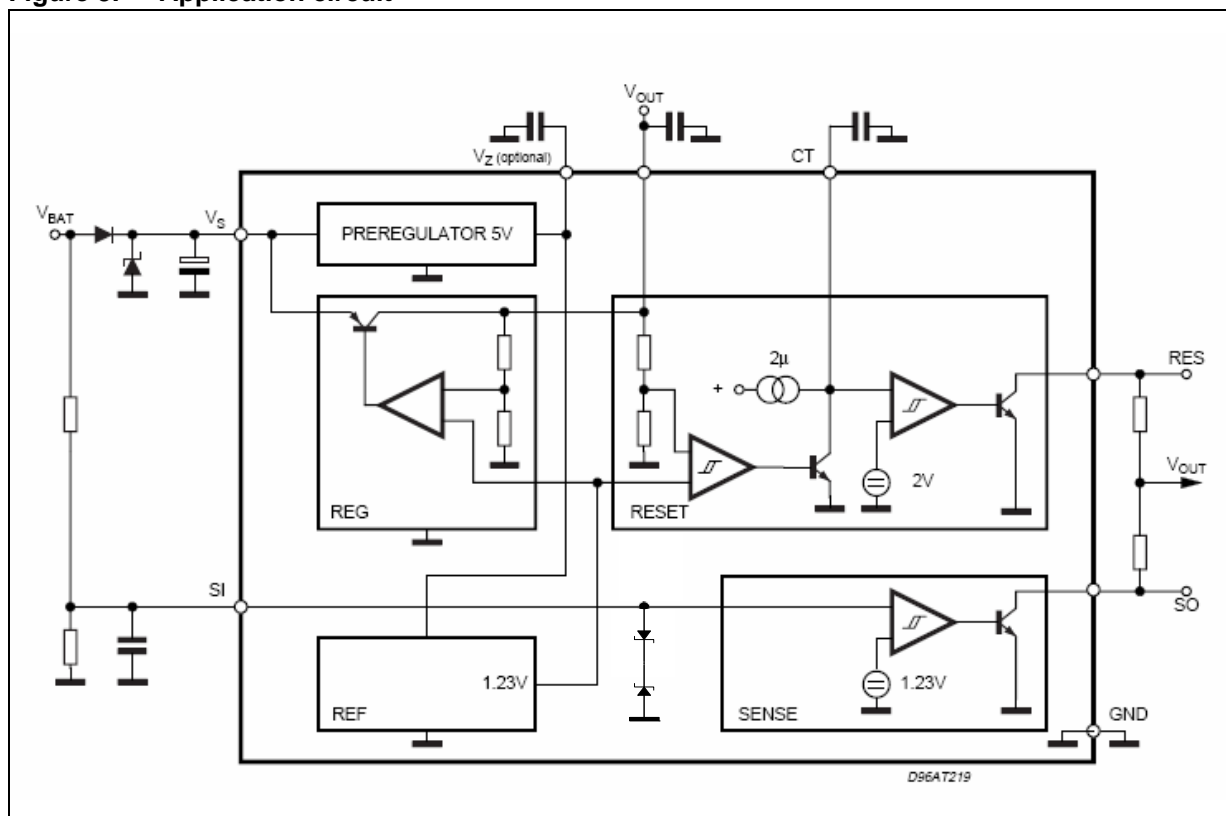 Figure 3. Application circuit
VOUT
VZ (optional)
CT
VBAT
VS
PREREGULATOR 5V
2µ
+
RES
2V
VOUT
REG
RESET
SI
SO
1.23V
1.23V
REF
SENSE
GND
D96AT219